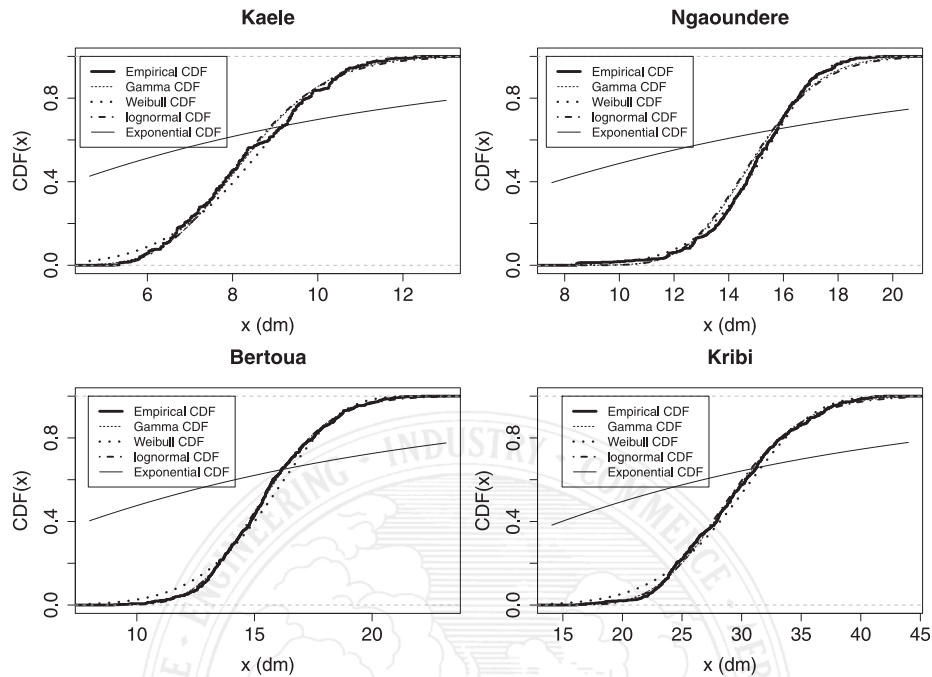 Kaele
CDF(x)
0.0 0.4 0.8
Empirical CDF
Gamma CDF
Weibull CDF
lognormal CDF
Exponential CDF
6 8 10 12
x (dm)
Ngaoundere
CDF(x)
0.0 0.4 0.8
Empirical CDF
Gamma CDF
Weibull CDF
lognormal CDF
Exponential CDF
8 10 12 14 16 18 20
x (dm)
Bertoua
CDF(x)
0.0 0.4 0.8
Empirical CDF
Gamma CDF
Weibull CDF
lognormal CDF
Exponential CDF
10 15 20
x (dm)
Kribi
CDF(x)
0.0 0.4 0.8
Empirical CDF
Gamma CDF
Weibull CDF
lognormal CDF
Exponential CDF
15 20 25 30 35 40 45
x (dm)
ENGINEERING - INDUSTRY - COMMERCE